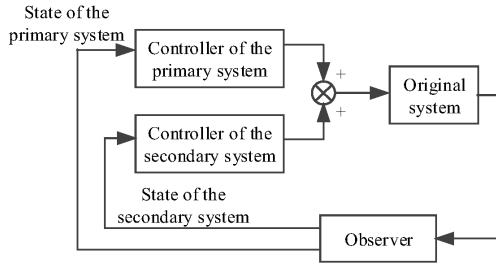 State of the
primary system
Controller of the
primary system
+
Original
system
+
Controller of the
secondary system
State of the
secondary system
Observer